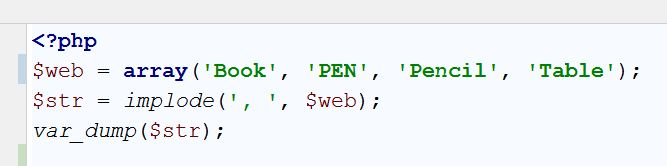 <?php
$web = array('Book', 'PEN', 'Pencil', 'Table');
$str = implode(', ', $web);
var_dump($str);